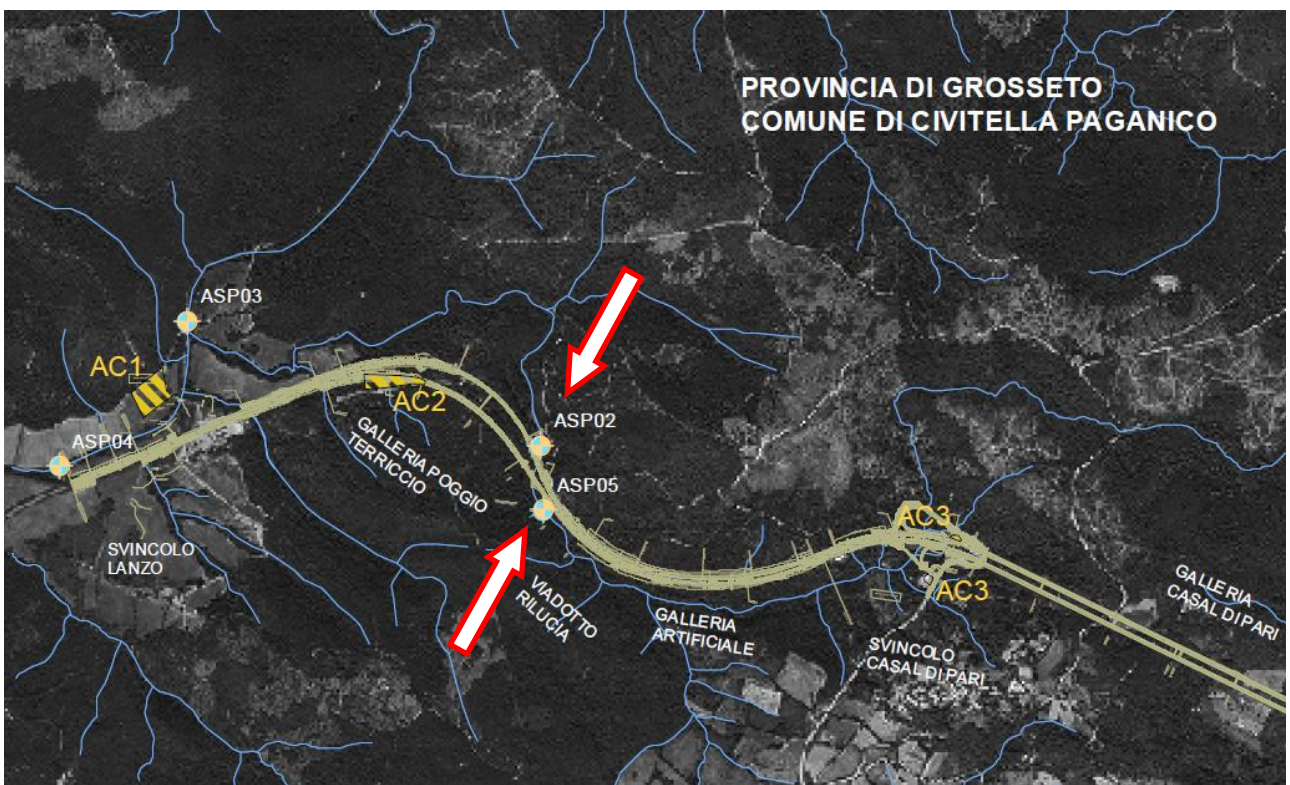 PROVINCIA DI GROSSETO
COMUNE DI CIVITELLA PAGANICO
ASP03
AC1
AC2
ASP02
ASP04
GALLERIA POGGIO
TERRICCIO
ASP05
SVINCOLO
LANZO
AC3
AC3
VIADOTTO
RILUCIA
GALLERIA
ARTIFICIALE
SVINCOLO
CASAL DI PARI
GALLERIA
CASAL DI PARI